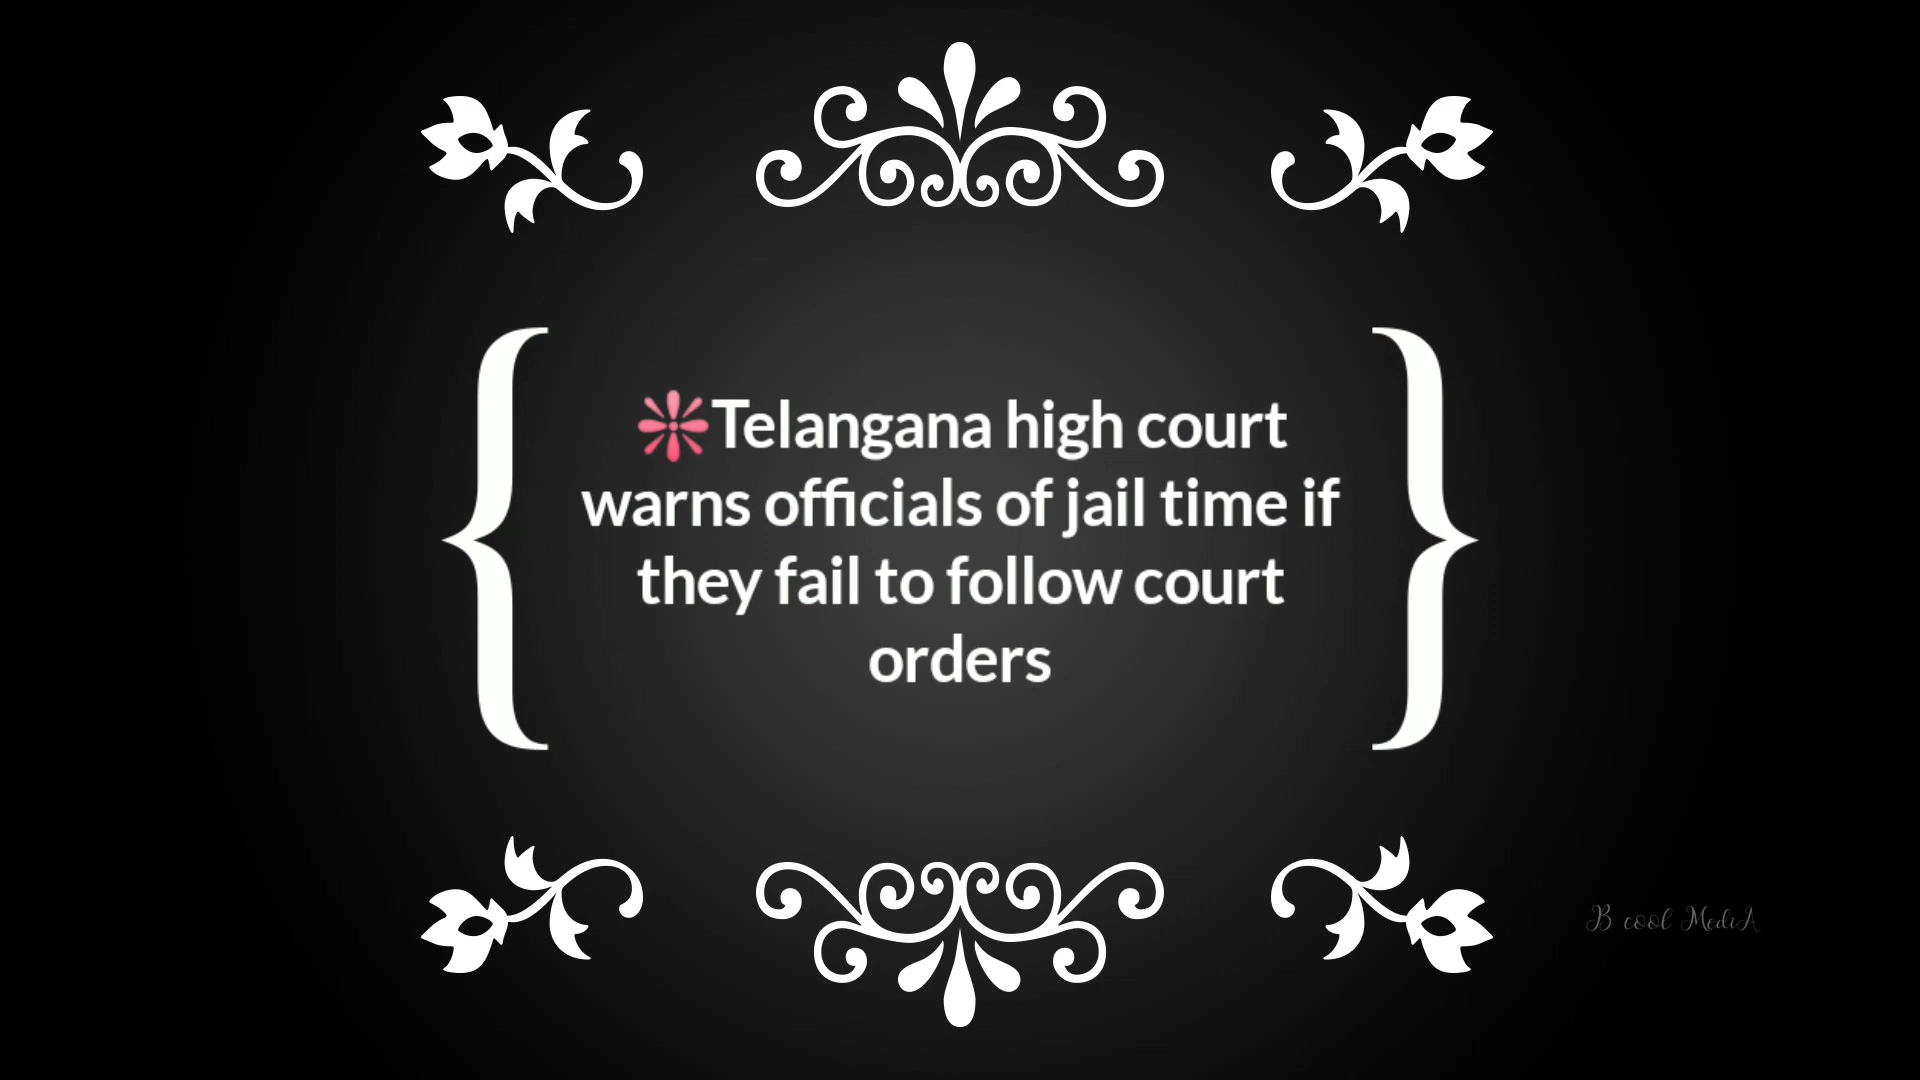 Telangana high court
warns officials of jail time if
they fail to follow court
orders
B cool MediA